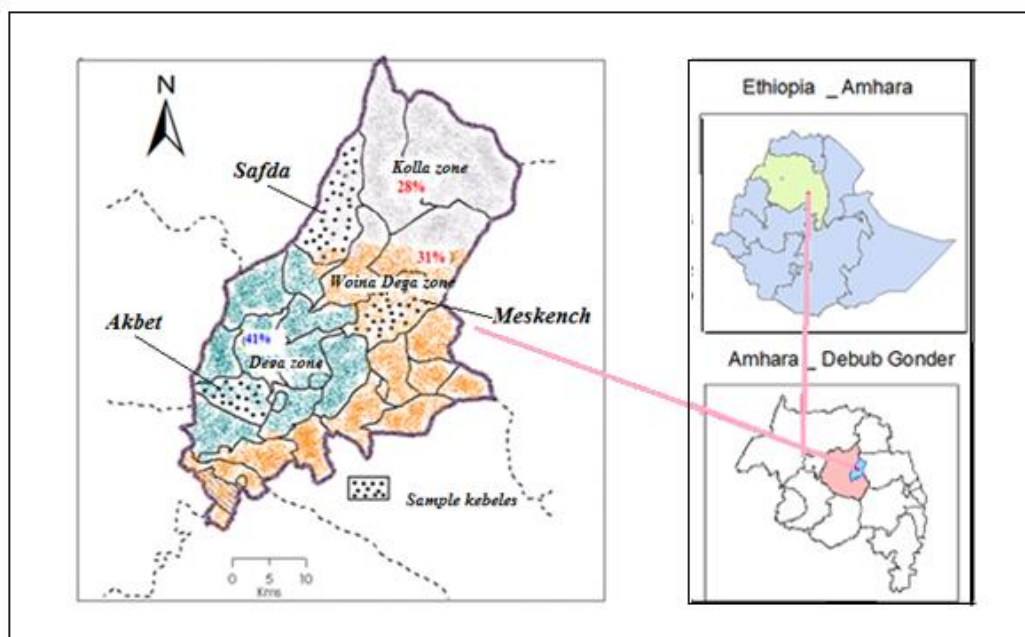 N
Safda
Kolla zone
28%
31%
Woina Dega zone
Meskench
Akbet
41%
Dega zone
Sample kebeles
0 5 10
Kms
Ethiopia _ Amhara
Amhara _ Debub Gonder